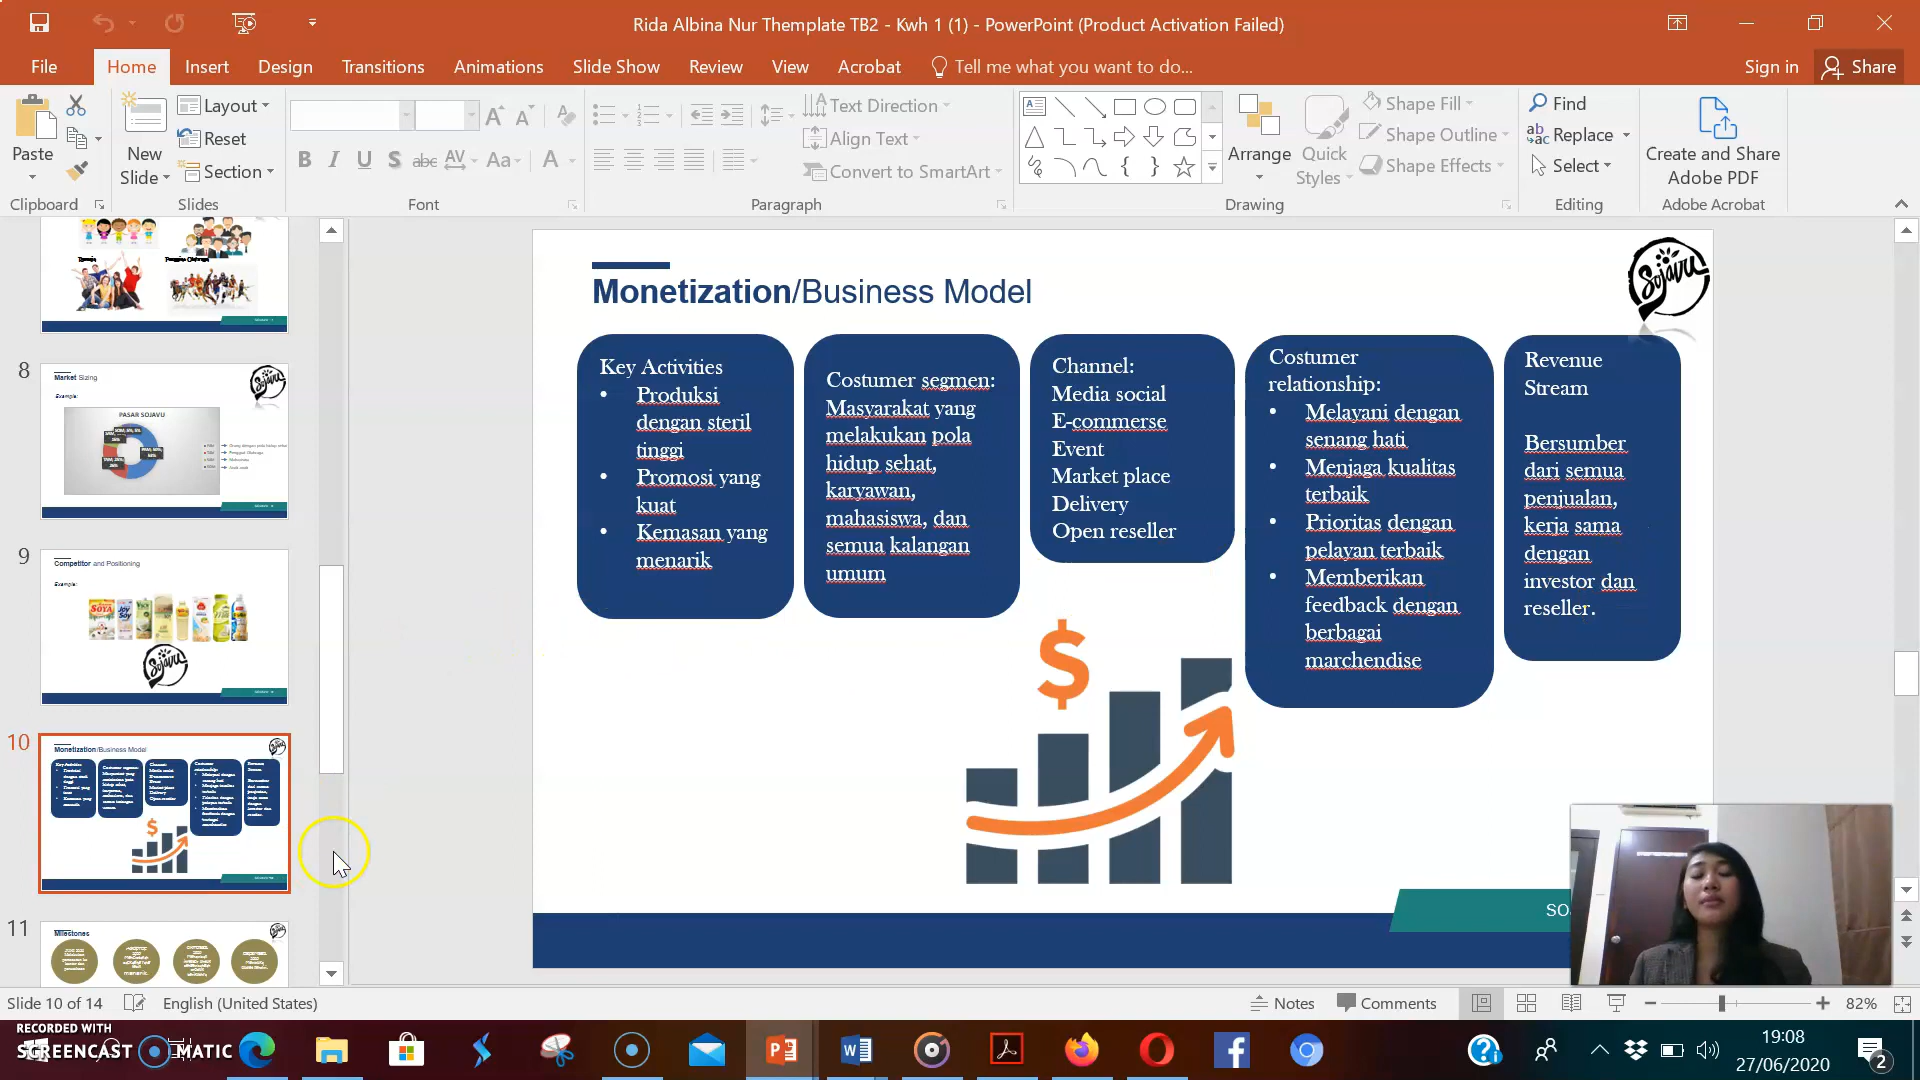 Rida Albina Nur Themplate TB2 - Kwh 1 (1) - PowerPoint (Product Activation Failed)
File Home Insert Design Transitions Animations Slide Show Review View Acrobat Tell me what you want to do... Sign in Share
Paste
New
Slide
Layout
Reset
Section
Text Direction
Align Text
Convert to SmartArt
Arrange
Quick
Styles
Shape Fill
Shape Outline
Shape Effects
Find
Replace
Select
Create and Share
Adobe PDF
Clipboard Slides Font Paragraph Drawing Editing Adobe Acrobat
8
Market Sizing
Example:
PASAR SOJAVU
9
Competitor and Positioning
Example:
Sojavu
10
Monetization/Business Model
11
Milestones
Monetization/Business Model
Sojavu
Key Activities
• Produksi
dengan steril
tinggi
• Promosi yang
kuat
• Kemasan yang
menarik
Costumer segmen:
Masyarakat yang
melakukan pola
hidup sehat,
karyawan,
mahasiswa, dan
semua kalangan
umum
Channel:
Media social
E-commerse
Event
Market place
Delivery
Open reseller
Costumer
relationship:
• Melayani dengan
senang hati
• Menjaga kualitas
terbaik
• Prioritas dengan
pelayan terbaik
• Memberikan
feedback dengan
berbagai
marchendise
Revenue
Stream
Bersumber
dari semua
penjualan,
kerja sama
dengan
investor dan
reseller.
$
SO
Slide 10 of 14 English (United States) Notes Comments 82%
RECORDED WITH
SCREENCAST MATIC
19:08
27/06/2020
2